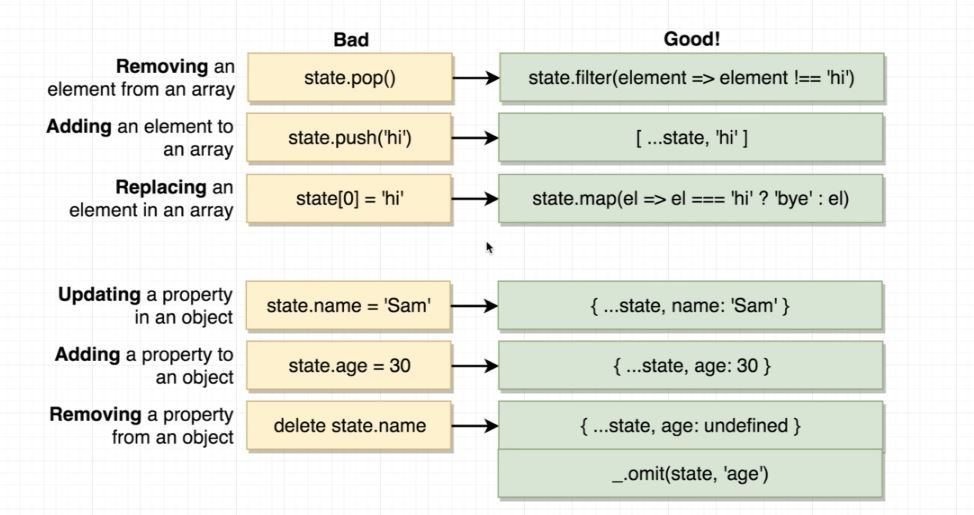 Bad
Good!
Removing an
element from an array
state.pop()
state.filter(element => element !== 'hi')
Adding an element to
an array
state.push('hi')
[ ...state, 'hi' ]
Replacing an
element in an array
state[0] = 'hi'
state.map(el => el === 'hi' ? 'bye' : el)
Updating a property
in an object
state.name = 'Sam'
{ ...state, name: 'Sam' }
Adding a property to
an object
state.age = 30
{ ...state, age: 30 }
Removing a property
from an object
delete state.name
{ ...state, age: undefined }
_.omit(state, 'age')